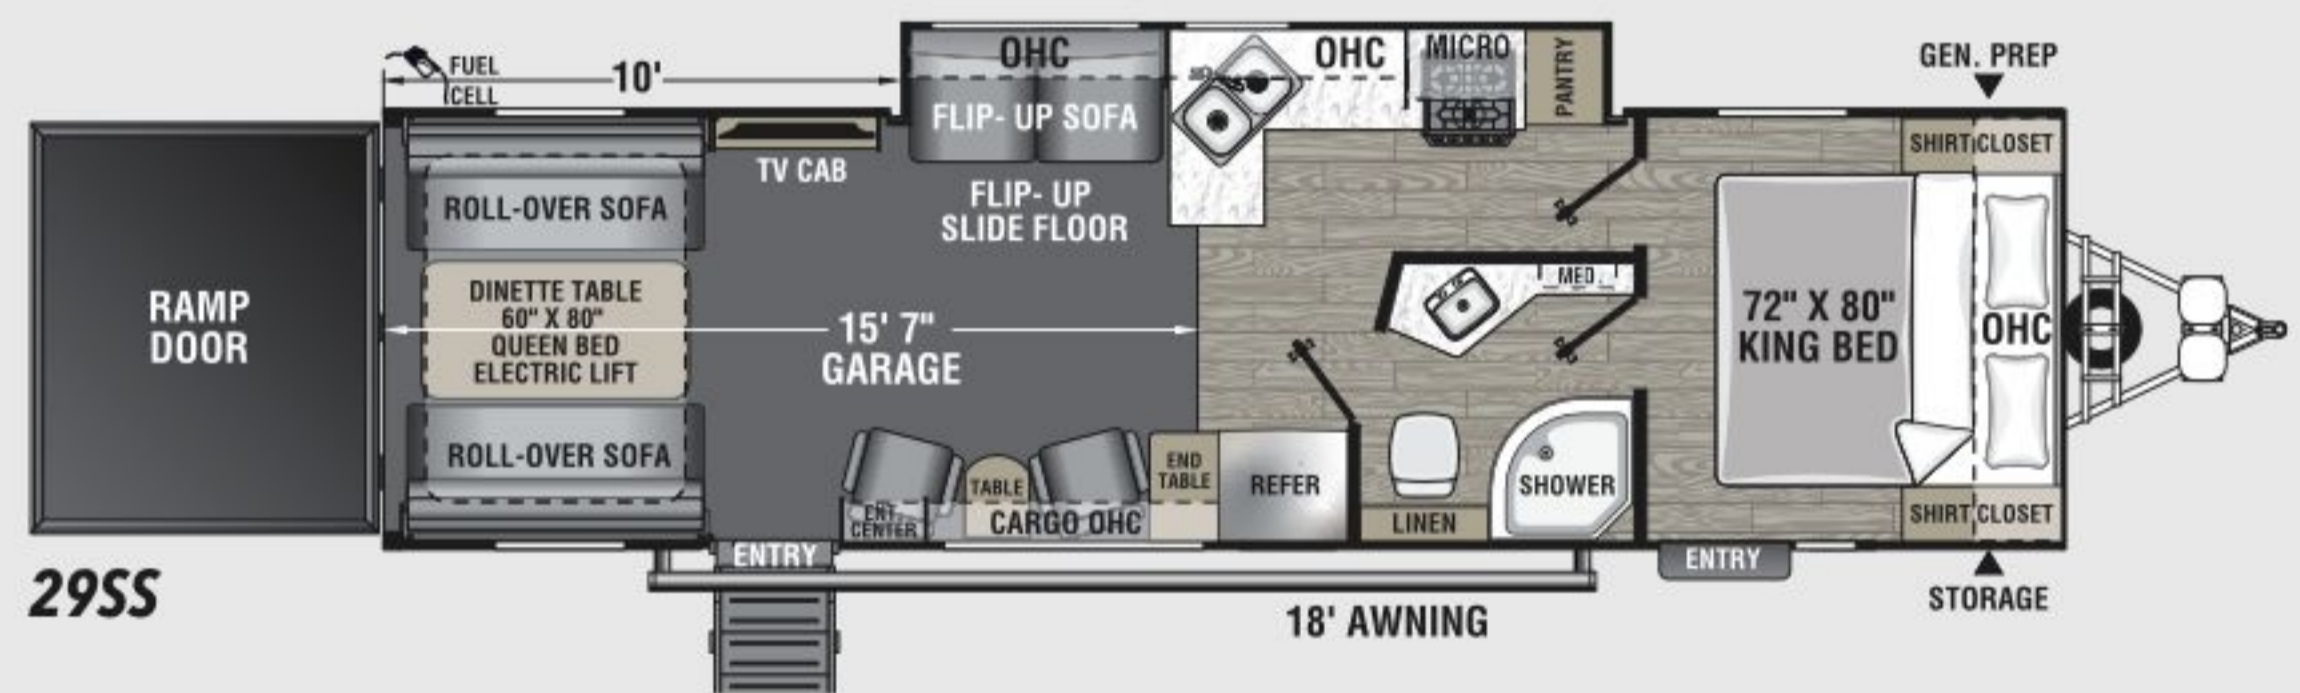 FUEL
CELL
10'
OHC
FLIP- UP SOFA
OHC
MICRO
PANTRY
GEN. PREP
SHIRT CLOSET
RAMP
DOOR
ROLL-OVER SOFA
TV CAB
FLIP- UP
SLIDE FLOOR
DINETTE TABLE
60" X 80"
QUEEN BED
ELECTRIC LIFT
15' 7"
GARAGE
MED.
72" X 80"
KING BED
OHC
ROLL-OVER SOFA
ENT.
CENTER
TABLE
CARGO OHC
END
TABLE
REFER
LINEN
SHOWER
SHIRT CLOSET
ENTRY
ENTRY
STORAGE
29SS
18' AWNING